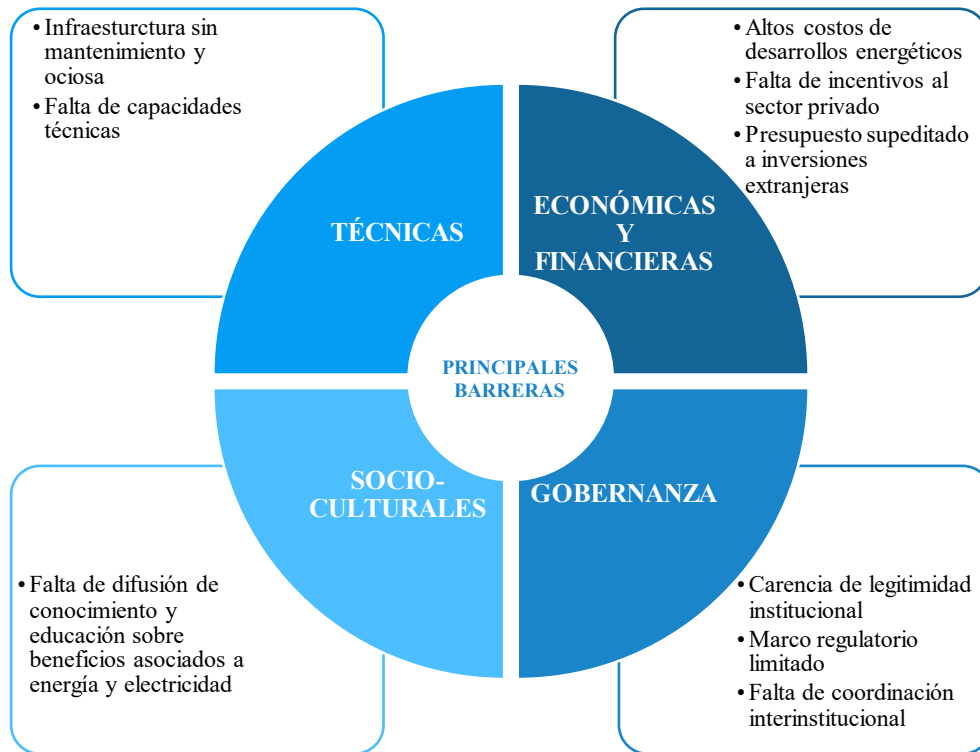 • Infraesturctura sin
mantenimiento y
ociosa
• Falta de capacidades
técnicas
• Altos costos de
desarrollos energéticos
• Falta de incentivos al
sector privado
• Presupuesto supeditado
a inversiones
extranjeras
TÉCNICAS
ECONÓMICAS
Y
FINANCIERAS
PRINCIPALES
BARRERAS
SOCIO-
CULTURALES
GOBERNANZA
• Falta de difusión de
conocimiento y
educación sobre
beneficios asociados a
energía y electricidad
• Carencia de legitimidad
institucional
• Marco regulatorio
limitado
• Falta de coordinación
interinstitucional